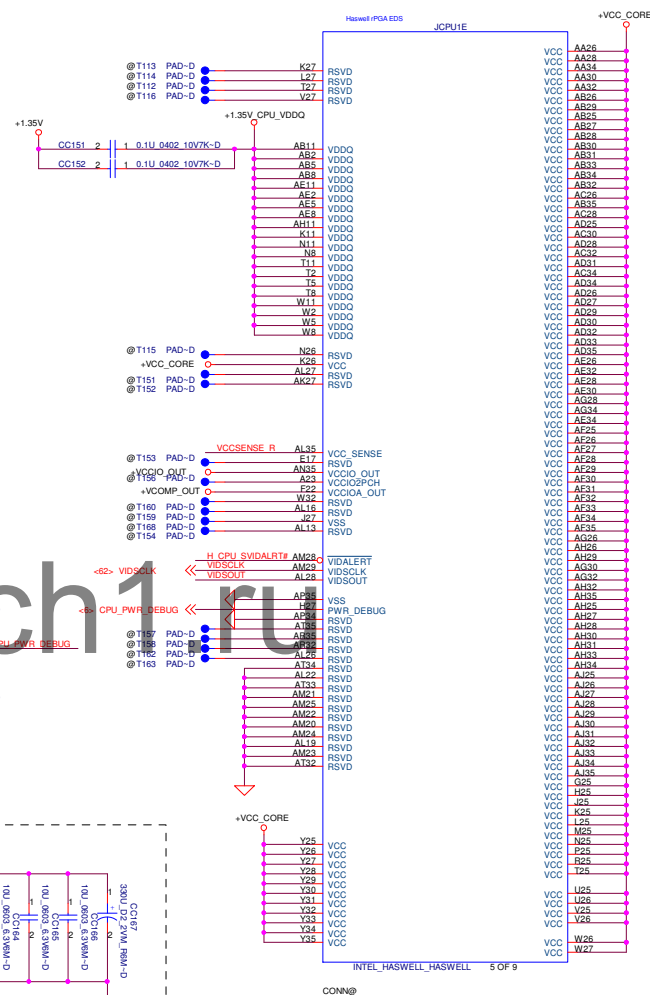 Haswell rPGA EDS
JCPU1E
+VCC_CORE
@T113 PAD~D K27 RSVD
@T114 PAD~D L27 RSVD
@T112 PAD~D T27 RSVD
@T116 PAD~D V27 RSVD
+1.35V
+1.35V_CPU_VDDQ
CC151 2 1 0.1U_0402_10V7K~D
CC152 2 1 0.1U_0402_10V7K~D
AB11 VDDQ
AB2 VDDQ
AB5 VDDQ
AB8 VDDQ
AE11 VDDQ
AE2 VDDQ
AE5 VDDQ
AE8 VDDQ
AH11 VDDQ
K11 VDDQ
N11 VDDQ
N8 VDDQ
T11 VDDQ
T2 VDDQ
T5 VDDQ
T8 VDDQ
W11 VDDQ
W2 VDDQ
W5 VDDQ
W8 VDDQ
@T115 PAD~D N26 RSVD
+VCC_CORE K26 VCC
@T151 PAD~D AL27 RSVD
@T152 PAD~D AK27 RSVD
VCCSENSE_R AL35 VCC_SENSE
@T153 PAD~D E17 RSVD
+VCCIO_OUT AN35 VCCIO_OUT
@T156 PAD~D A23 VCCIO2PCH
+VCOMP_OUT F22 VCCIOA_OUT
@T160 PAD~D W32 RSVD
@T159 PAD~D AL16 RSVD
@T168 PAD~D J27 VSS
@T154 PAD~D AL13 RSVD
H_CPU_SVIDALRT# AM28 VIDALERT
<62> VIDSCLK VIDSCLK AM29 VIDSCLK
VIDSOUT AL28 VIDSOUT
AP35 VSS
<6> CPU_PWR_DEBUG H27 PWR_DEBUG
AP34 RSVD
@T157 PAD~D AT35 RSVD
@T158 PAD~D AR35 RSVD
@T162 PAD~D AR32 RSVD
@T163 PAD~D AL26 RSVD
CPU_PWR_DEBUG
ch1.ru
AT34 RSVD
AL22 RSVD
AT33 RSVD
AM21 RSVD
AM25 RSVD
AM22 RSVD
AM20 RSVD
AM24 RSVD
AL19 RSVD
AM23 RSVD
AT32 RSVD
+VCC_CORE
Y25 VCC
Y26 VCC
Y27 VCC
Y28 VCC
Y29 VCC
Y30 VCC
Y31 VCC
Y32 VCC
Y33 VCC
Y34 VCC
Y35 VCC
VCC AA26
VCC AA28
VCC AA34
VCC AA30
VCC AA32
VCC AB26
VCC AB29
VCC AB25
VCC AB27
VCC AB28
VCC AB30
VCC AB31
VCC AB33
VCC AB34
VCC AB32
VCC AC26
VCC AB35
VCC AC28
VCC AD25
VCC AC30
VCC AD28
VCC AC32
VCC AD31
VCC AC34
VCC AD34
VCC AD26
VCC AD27
VCC AD29
VCC AD30
VCC AD32
VCC AD33
VCC AD35
VCC AE26
VCC AE32
VCC AE28
VCC AE30
VCC AG28
VCC AG34
VCC AE34
VCC AF25
VCC AF26
VCC AF27
VCC AF28
VCC AF29
VCC AF30
VCC AF31
VCC AF32
VCC AF33
VCC AF34
VCC AF35
VCC AG26
VCC AH26
VCC AH29
VCC AG30
VCC AG32
VCC AH32
VCC AH35
VCC AH25
VCC AH27
VCC AH28
VCC AH30
VCC AH31
VCC AH33
VCC AH34
VCC AJ25
VCC AJ26
VCC AJ27
VCC AJ28
VCC AJ29
VCC AJ30
VCC AJ31
VCC AJ32
VCC AJ33
VCC AJ34
VCC AJ35
VCC G25
VCC H25
VCC J25
VCC K25
VCC L25
VCC M25
VCC N25
VCC P25
VCC R25
VCC T25
VCC U25
VCC U26
VCC V25
VCC V26
VCC W26
VCC W27
INTEL_HASWELL_HASWELL 5 OF 9
CONN@
10U_0603_6.3V6M~D
CC164
1
2
10U_0603_6.3V6M~D
CC165
1
2
10U_0603_6.3V6M~D
CC166
1
2
330U_D2_2VM_R6M~D
CC167